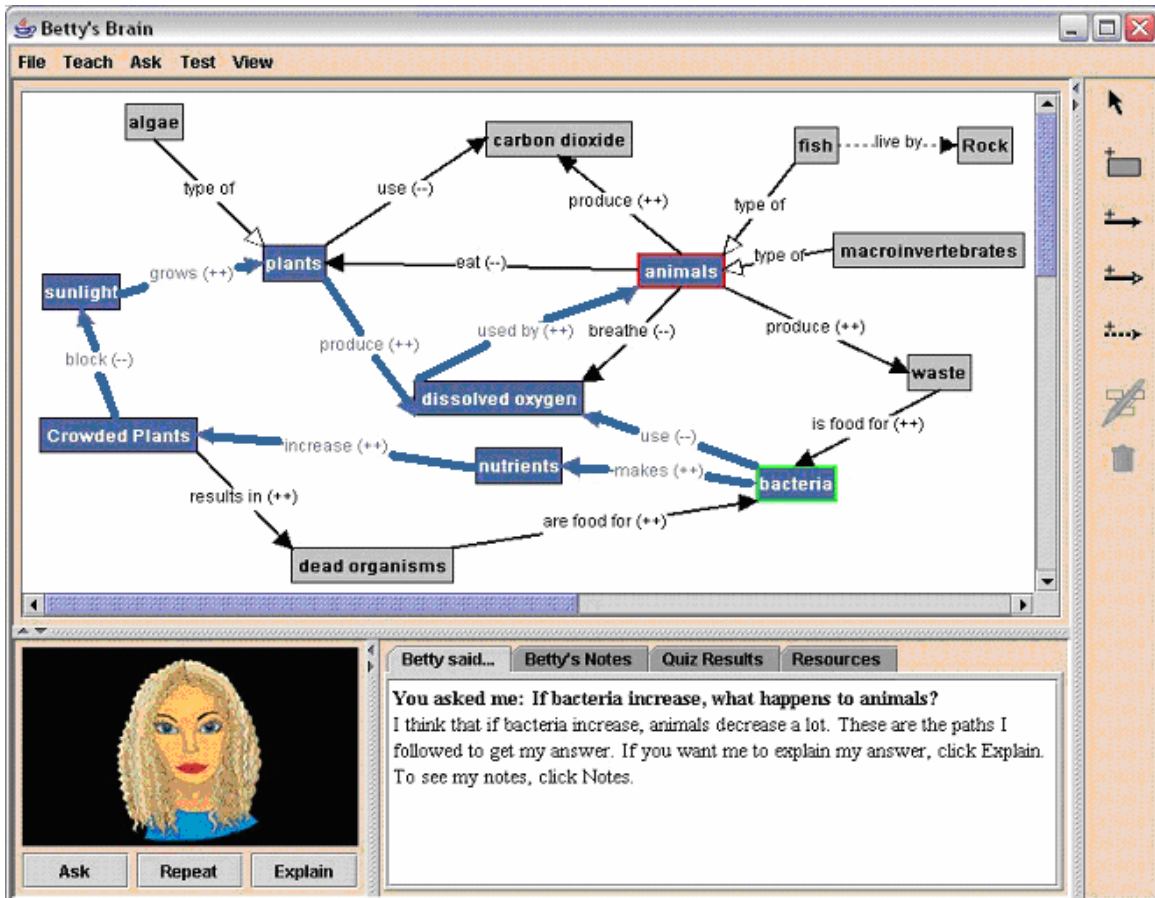 Betty's Brain
File Teach Ask Test View
algae
carbon dioxide
fish
live by
Rock
type of
use (--)
produce (++)
type of
macroinvertebrates
type of
plants
eat (--)
animals
grows (++)
sunlight
used by (++)
breathe (--)
produce (++)
produce (++)
block (--)
waste
dissolved oxygen
is food for (++)
Crowded Plants
increase (++)
use (--)
nutrients
makes (++)
bacteria
results in (++)
are food for (++)
dead organisms
Betty said... Betty's Notes Quiz Results Resources
You asked me: If bacteria increase, what happens to animals?
I think that if bacteria increase, animals decrease a lot. These are the paths I
followed to get my answer. If you want me to explain my answer, click Explain.
To see my notes, click Notes.
Ask Repeat Explain